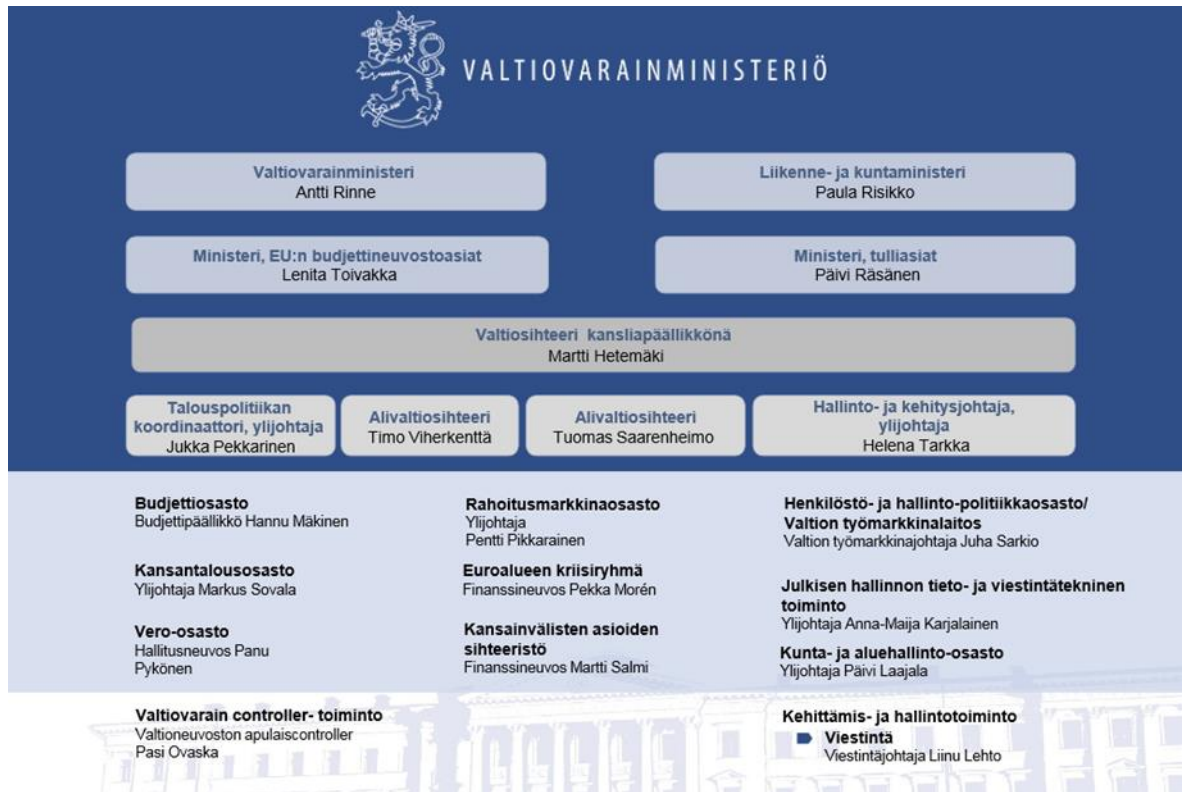 VALTIOVARAINMINISTERIÖ
Valtiovarainministeri
Antti Rinne
Liikenne- ja kuntaministeri
Paula Risikko
Ministeri, EU:n budjettineuvostoasiat
Lenita Toivakka
Ministeri, tulliasiat
Päivi Räsänen
Valtiosihteeri kansliapäällikkönä
Martti Hetemäki
Talouspolitiikan
koordinaattori, ylijohtaja
Jukka Pekkarinen
Alivaltiosihteeri
Timo Viherkenttä
Alivaltiosihteeri
Tuomas Saarenheimo
Hallinto- ja kehitysjohtaja,
ylijohtaja
Helena Tarkka
Budjettiosasto
Budjettipäällikkö Hannu Mäkinen
Kansantalousosasto
Ylijohtaja Markus Sovala
Vero-osasto
Hallitusneuvos Panu
Pykönen
Rahoitusmarkkinaosasto
Ylijohtaja
Pentti Pikkarainen
Euroalueen kriisiryhmä
Finanssineuvos Pekka Morén
Kansainvälisten asioiden
sihteeristö
Finanssineuvos Martti Salmi
Henkilöstö- ja hallinto-politiikkaosasto/
Valtion työmarkkinalaitos
Valtion työmarkkinajohtaja Juha Sarkio
Julkisen hallinnon tieto- ja viestintätekninen
toiminto
Ylijohtaja Anna-Maija Karjalainen
Kunta- ja aluehallinto-osasto
Ylijohtaja Päivi Laajala
Valtiovarain controller- toiminto
Valtioneuvoston apulaiscontroller
Pasi Ovaska
Kehittämis- ja hallintotoiminto
Viestintä
Viestintäjohtaja Liinu Lehto